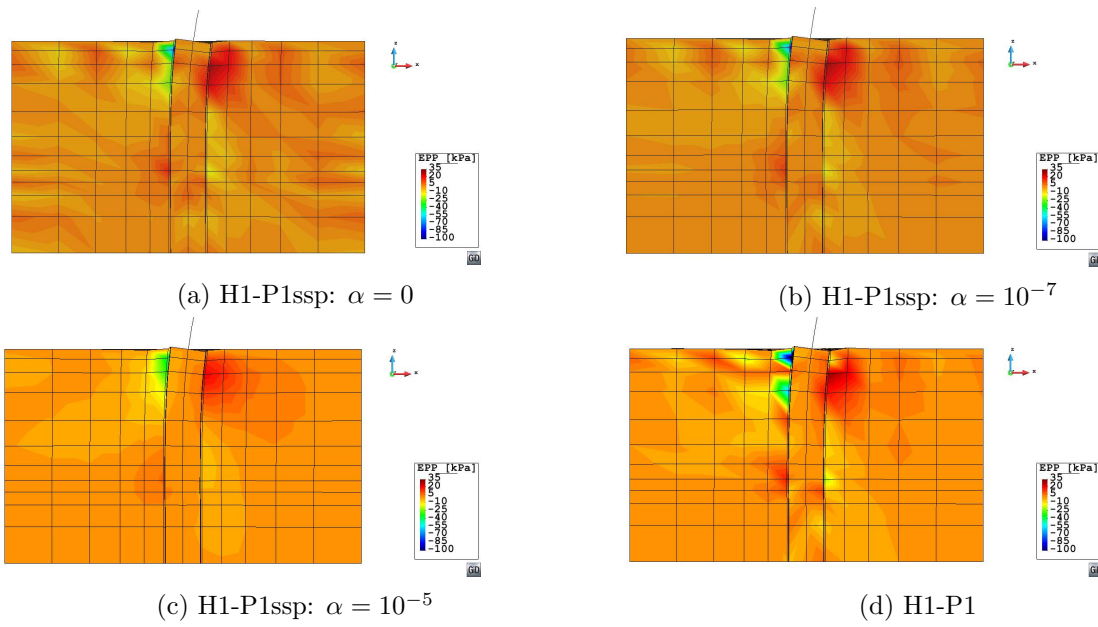 z
x
EPP [kPa]
35
20
5
-10
-25
-40
-55
-70
-85
-100
GD
(a) H1-P1ssp: α = 0
z
x
EPP [kPa]
35
20
5
-10
-25
-40
-55
-70
-85
-100
GD
(b) H1-P1ssp: α = 10⁻⁷
z
x
EPP [kPa]
35
20
5
-10
-25
-40
-55
-70
-85
-100
GD
(c) H1-P1ssp: α = 10⁻⁵
z
x
EPP [kPa]
35
20
5
-10
-25
-40
-55
-70
-85
-100
GD
(d) H1-P1